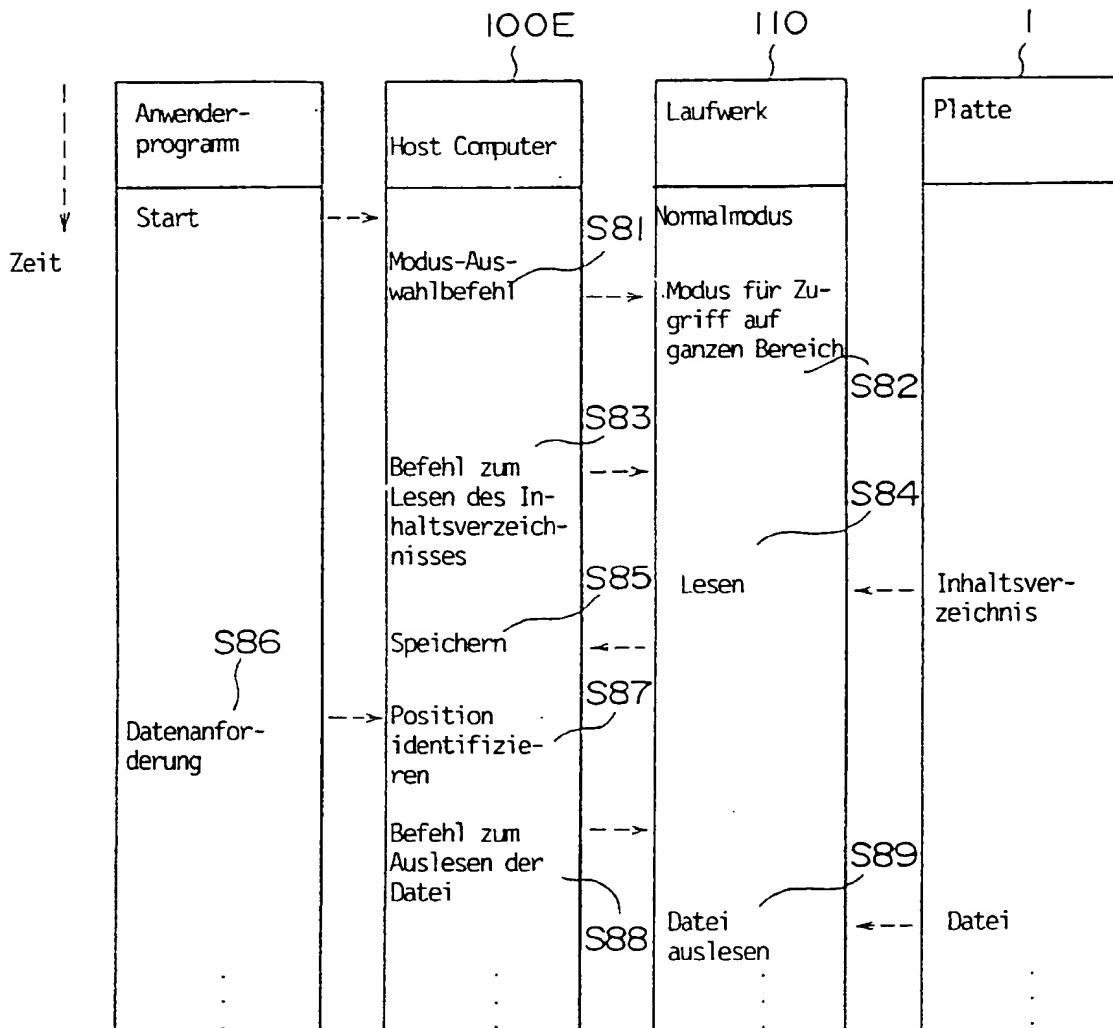 100E
110
1
Anwender-
programm
Host Computer
Laufwerk
Platte
Zeit
Start
Normalmodus
S81
Modus-Aus-
wahlbefehl
Modus für Zu-
griff auf
ganzen Bereich
S82
S83
Befehl zum
Lesen des In-
haltsverzeich-
nisses
S84
S85
Lesen
Inhaltsver-
zeichnis
S86
Speichern
S87
Datenanfor-
derung
Position
identifizie-
ren
Befehl zum
Auslesen der
Datei
S89
S88
Datei
auslesen
Datei